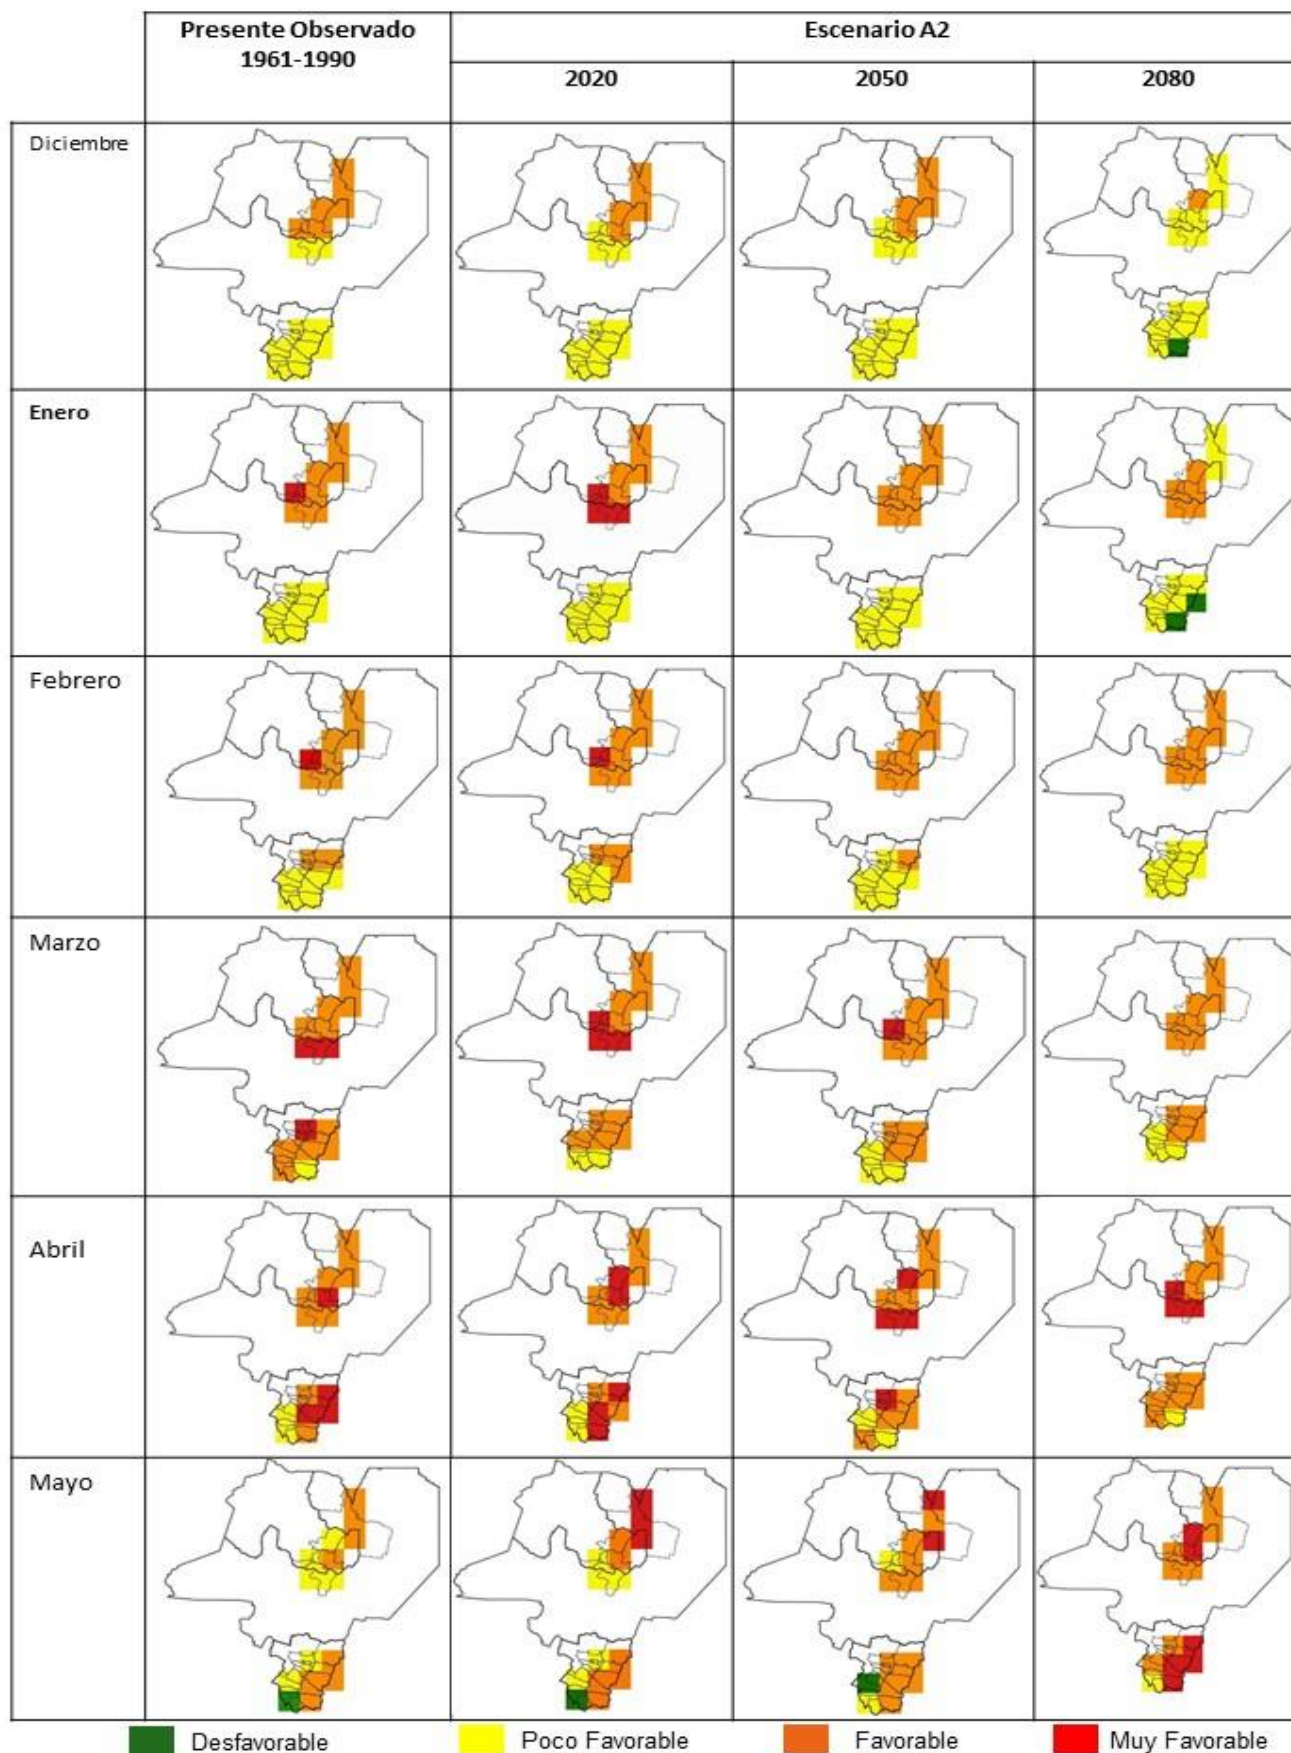 Presente Observado
1961-1990
Escenario A2
2020
2050
2080
Diciembre
Enero
Febrero
Marzo
Abril
Mayo
Desfavorable
Poco Favorable
Favorable
Muy Favorable